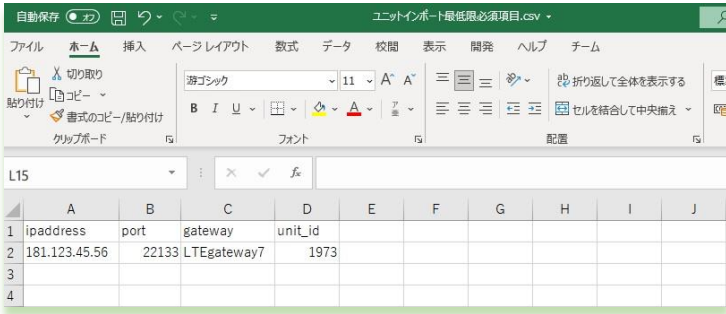 自動保存 オフ ユニットインポート最低限必須項目.csv
ファイル ホーム 挿入 ページ レイアウト 数式 データ 校閲 表示 開発 ヘルプ チーム
切り取り
コピー
書式のコピー/貼り付け
貼り付け
クリップボード
游ゴシック 11 A A
B I U A
フォント
折り返して全体を表示する
セルを結合して中央揃え
配置
標
L15 fx
A B C D E F G H I J
1 ipaddress port gateway unit_id
2 181.123.45.56 22133 LTEgateway7 1973
3
4